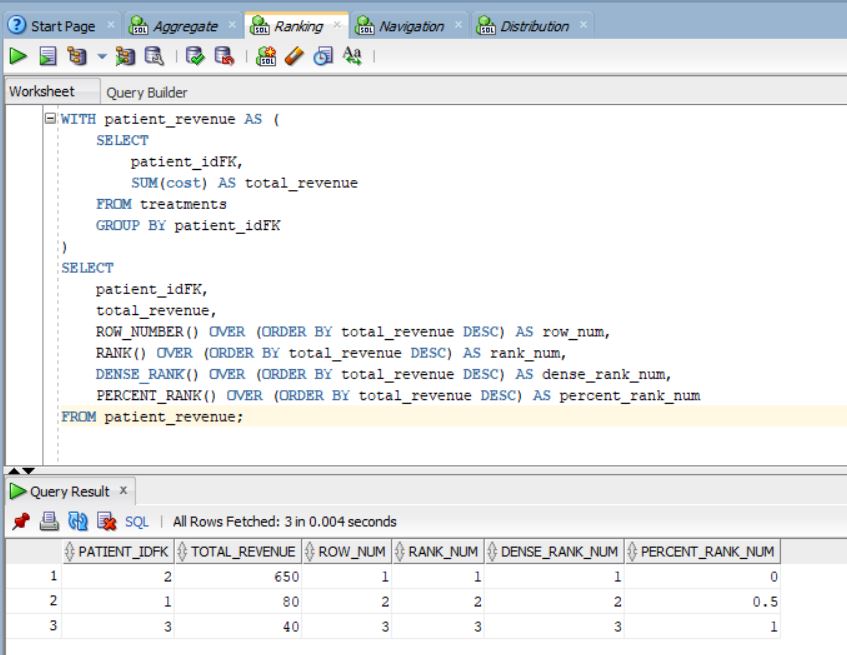 Start Page Aggregate Ranking Navigation Distribution
Worksheet Query Builder
WITH patient_revenue AS (
SELECT
patient_idFK,
SUM(cost) AS total_revenue
FROM treatments
GROUP BY patient_idFK
)
SELECT
patient_idFK,
total_revenue,
ROW_NUMBER() OVER (ORDER BY total_revenue DESC) AS row_num,
RANK() OVER (ORDER BY total_revenue DESC) AS rank_num,
DENSE_RANK() OVER (ORDER BY total_revenue DESC) AS dense_rank_num,
PERCENT_RANK() OVER (ORDER BY total_revenue DESC) AS percent_rank_num
FROM patient_revenue;
Query Result x
SQL | All Rows Fetched: 3 in 0.004 seconds
PATIENT_IDFK TOTAL_REVENUE ROW_NUM RANK_NUM DENSE_RANK_NUM PERCENT_RANK_NUM
1 2 650 1 1 1 0
2 1 80 2 2 2 0.5
3 3 40 3 3 3 1